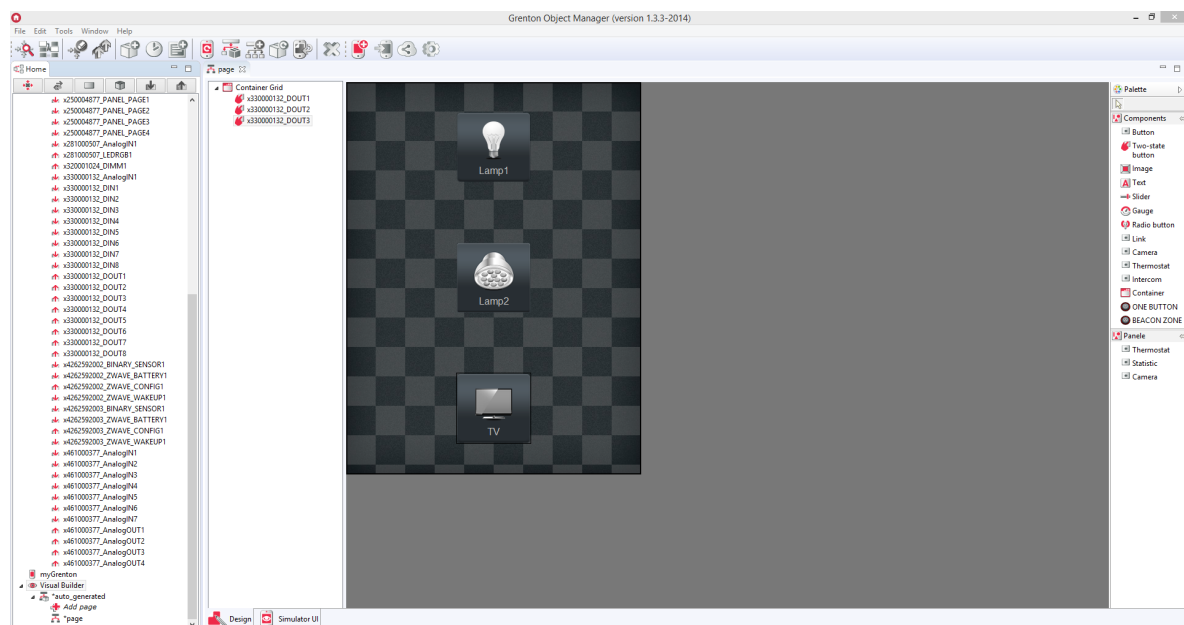 Grenton Object Manager (version 1.3.3-2014)
File Edit Tools Window Help
Home
page
x250004877_PANEL_PAGE1
x250004877_PANEL_PAGE2
x250004877_PANEL_PAGE3
x250004877_PANEL_PAGE4
x281000507_AnalogIN1
x281000507_LEDRGB1
x320001024_DIMM1
x330000132_AnalogIN1
x330000132_DIN1
x330000132_DIN2
x330000132_DIN3
x330000132_DIN4
x330000132_DIN5
x330000132_DIN6
x330000132_DIN7
x330000132_DIN8
x330000132_DOUT1
x330000132_DOUT2
x330000132_DOUT3
x330000132_DOUT4
x330000132_DOUT5
x330000132_DOUT6
x330000132_DOUT7
x330000132_DOUT8
x4262592002_BINARY_SENSOR1
x4262592002_ZWAVE_BATTERY1
x4262592002_ZWAVE_CONFIG1
x4262592002_ZWAVE_WAKEUP1
x4262592003_BINARY_SENSOR1
x4262592003_ZWAVE_BATTERY1
x4262592003_ZWAVE_CONFIG1
x4262592003_ZWAVE_WAKEUP1
x461000377_AnalogIN1
x461000377_AnalogIN2
x461000377_AnalogIN3
x461000377_AnalogIN4
x461000377_AnalogIN5
x461000377_AnalogIN6
x461000377_AnalogIN7
x461000377_AnalogOUT1
x461000377_AnalogOUT2
x461000377_AnalogOUT3
x461000377_AnalogOUT4
myGrenton
Visual Builder
*auto_generated
Add page
*page
Container Grid
x330000132_DOUT1
x330000132_DOUT2
x330000132_DOUT3
Lamp1
Lamp2
TV
Design
Simulator UI
Palette
Components
Button
Two-state
button
Image
Text
Slider
Gauge
Radio button
Link
Camera
Thermostat
Intercom
Container
ONE BUTTON
BEACON ZONE
Panele
Thermostat
Statistic
Camera